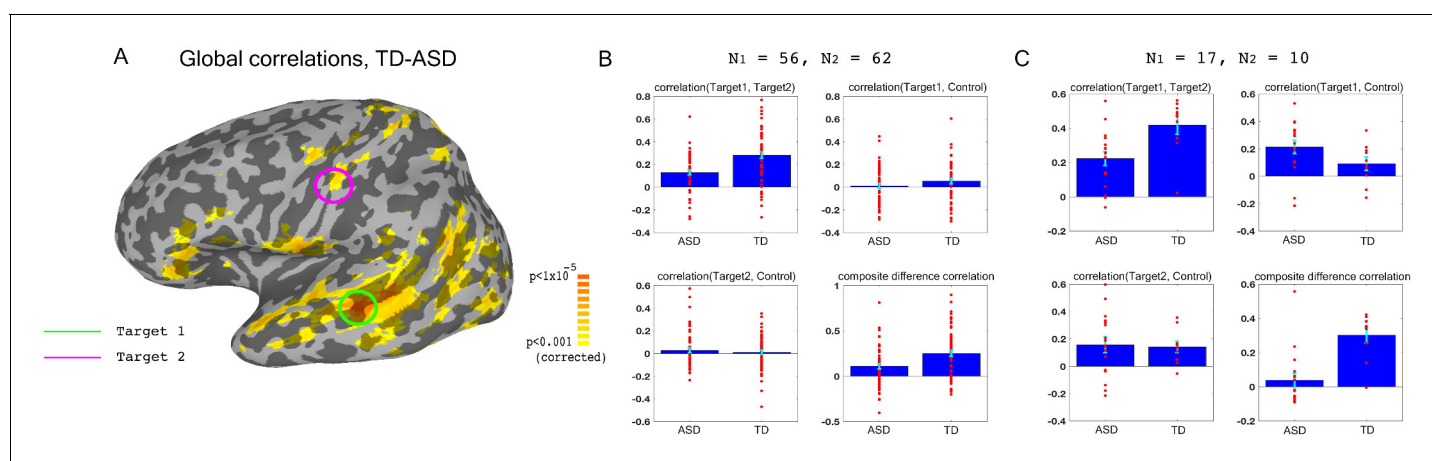 A Global correlations, TD-ASD
Target 1
Target 2
p<1x10-5
p<0.001
(corrected)
B N1 = 56, N2 = 62
correlation(Target1, Target2)
0.8
0.6
0.4
0.2
0
-0.2
-0.4
ASD TD
correlation(Target1, Control)
0.8
0.6
0.4
0.2
0
-0.2
-0.4
ASD TD
correlation(Target2, Control)
0.6
0.4
0.2
0
-0.2
-0.4
-0.6
ASD TD
composite difference correlation
1
0.5
0
-0.5
ASD TD
C N1 = 17, N2 = 10
correlation(Target1, Target2)
0.6
0.4
0.2
0
-0.2
ASD TD
correlation(Target1, Control)
0.6
0.4
0.2
0
-0.2
-0.4
ASD TD
correlation(Target2, Control)
0.6
0.4
0.2
0
-0.2
-0.4
ASD TD
composite difference correlation
0.6
0.4
0.2
0
0.2
ASD TD